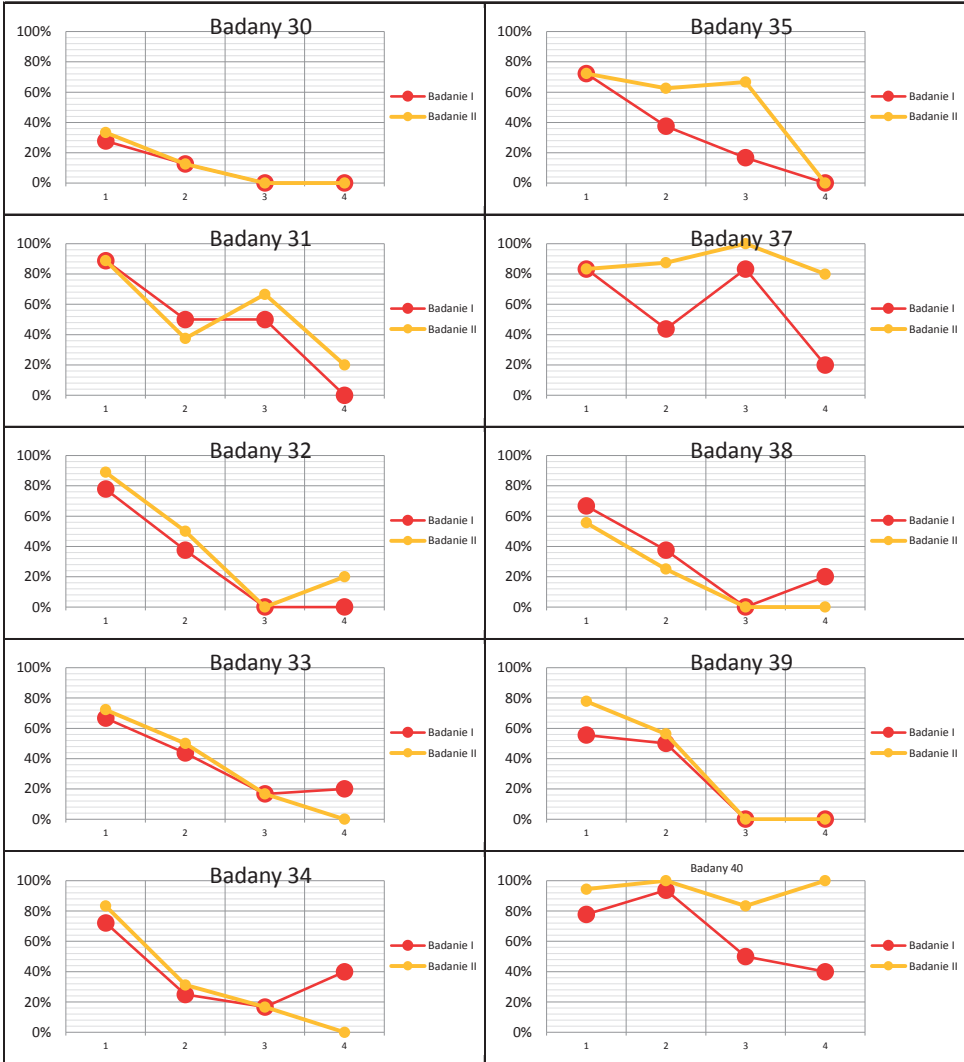 Badany 30
100%
80%
60%
40%
20%
0%
1 2 3 4
Badanie I
Badanie II
Badany 35
100%
80%
60%
40%
20%
0%
1 2 3 4
Badanie I
Badanie II
Badany 31
100%
80%
60%
40%
20%
0%
1 2 3 4
Badanie I
Badanie II
Badany 37
100%
80%
60%
40%
20%
0%
1 2 3 4
Badanie I
Badanie II
Badany 32
100%
80%
60%
40%
20%
0%
1 2 3 4
Badanie I
Badanie II
Badany 38
100%
80%
60%
40%
20%
0%
1 2 3 4
Badanie I
Badanie II
Badany 33
100%
80%
60%
40%
20%
0%
1 2 3 4
Badanie I
Badanie II
Badany 39
100%
80%
60%
40%
20%
0%
1 2 3 4
Badanie I
Badanie II
Badany 34
100%
80%
60%
40%
20%
0%
1 2 3 4
Badanie I
Badanie II
Badany 40
100%
80%
60%
40%
20%
0%
1 2 3 4
Badanie I
Badanie II